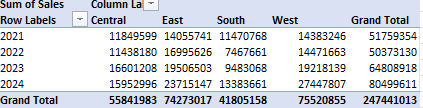 Sum of Sales Column La
Row Labels Central East South West Grand Total
2021 11849599 14055741 11470768 14383246 51759354
2022 11438180 16995626 7467661 14471663 50373130
2023 16601208 19506503 9483068 19218139 64808918
2024 15952996 23715147 13383661 27447807 80499611
Grand Total 55841983 74273017 41805158 75520855 247441013